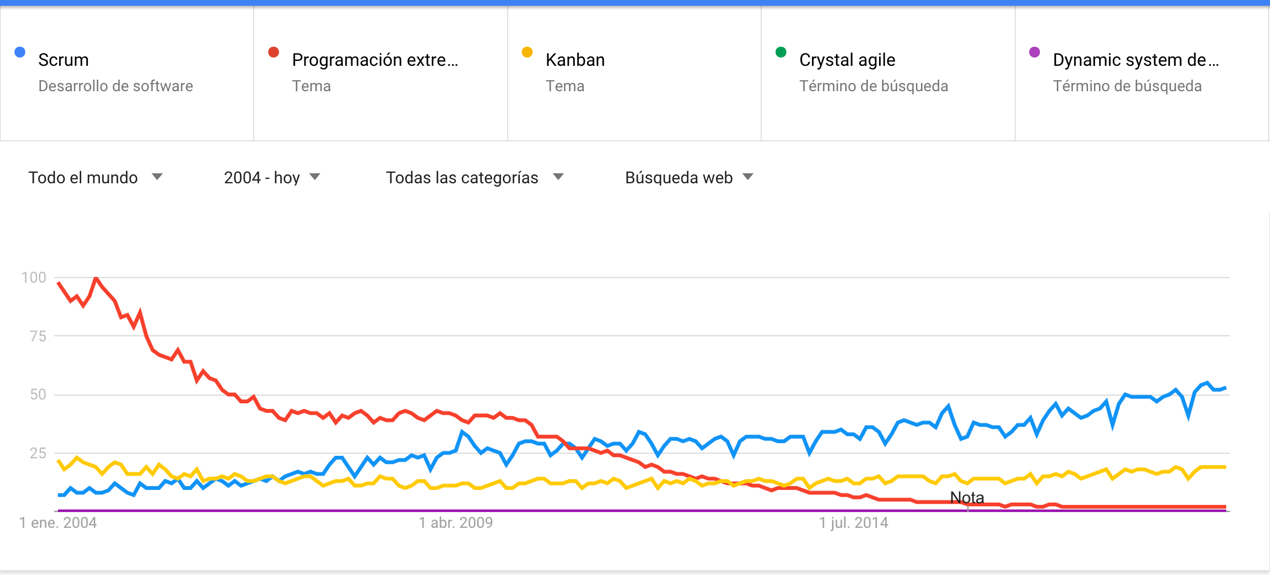 Scrum
Desarrollo de software
Programación extre...
Tema
Kanban
Tema
Crystal agile
Término de búsqueda
Dynamic system de...
Término de búsqueda
Todo el mundo
2004 - hoy
Todas las categorías
Búsqueda web
100
75
50
25
Nota
1 ene. 2004
1 abr. 2009
1 jul. 2014